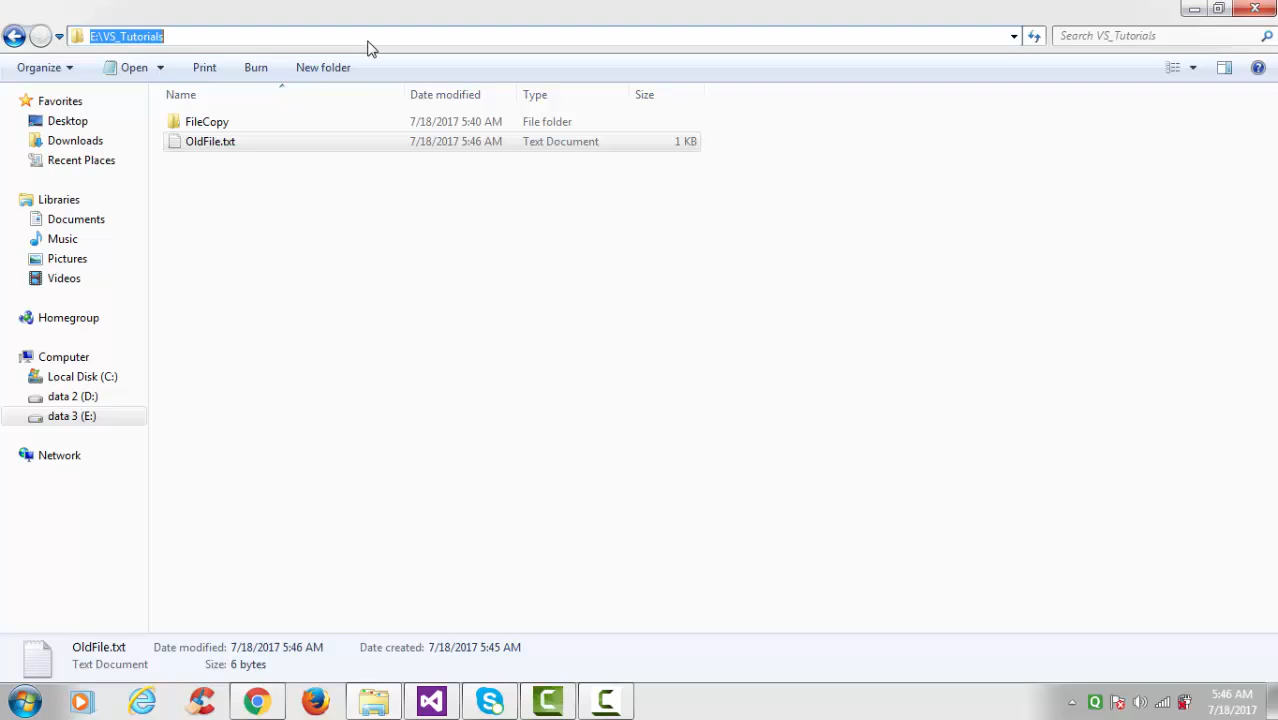 E:\VS_Tutorials
Search VS_Tutorials
Organize Open Print Burn New folder
Name Date modified Type Size
Favorites
Desktop
Downloads
Recent Places
Libraries
Documents
Music
Pictures
Videos
Homegroup
Computer
Local Disk (C:)
data 2 (D:)
data 3 (E:)
Network
FileCopy 7/18/2017 5:40 AM File folder
OldFile.txt 7/18/2017 5:46 AM Text Document 1 KB
OldFile.txt Date modified: 7/18/2017 5:46 AM Date created: 7/18/2017 5:45 AM
Text Document Size: 6 bytes
5:46 AM
7/18/2017